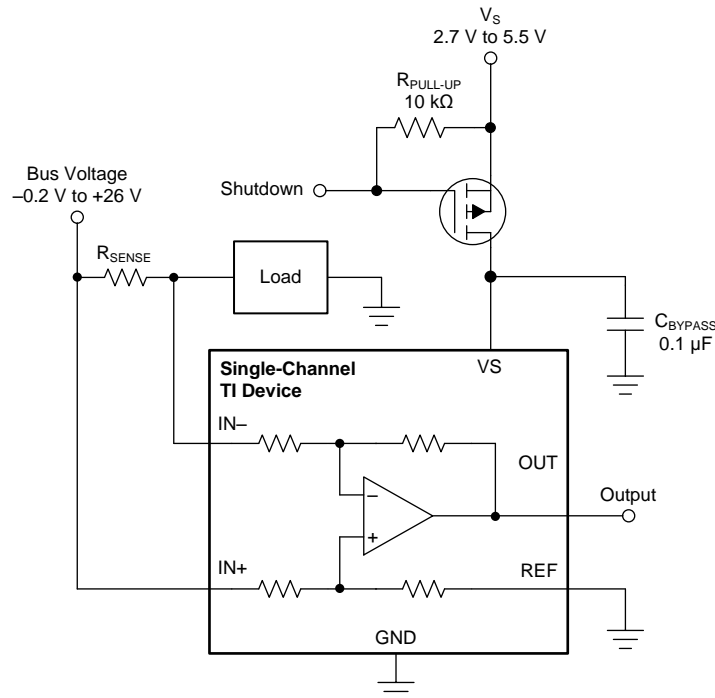 VS
2.7 V to 5.5 V
RPULL-UP
10 kΩ
Bus Voltage
–0.2 V to +26 V
Shutdown
RSENSE
Load
CBYPASS
0.1 µF
Single-Channel
TI Device
VS
IN–
OUT
–
Output
+
IN+
REF
GND